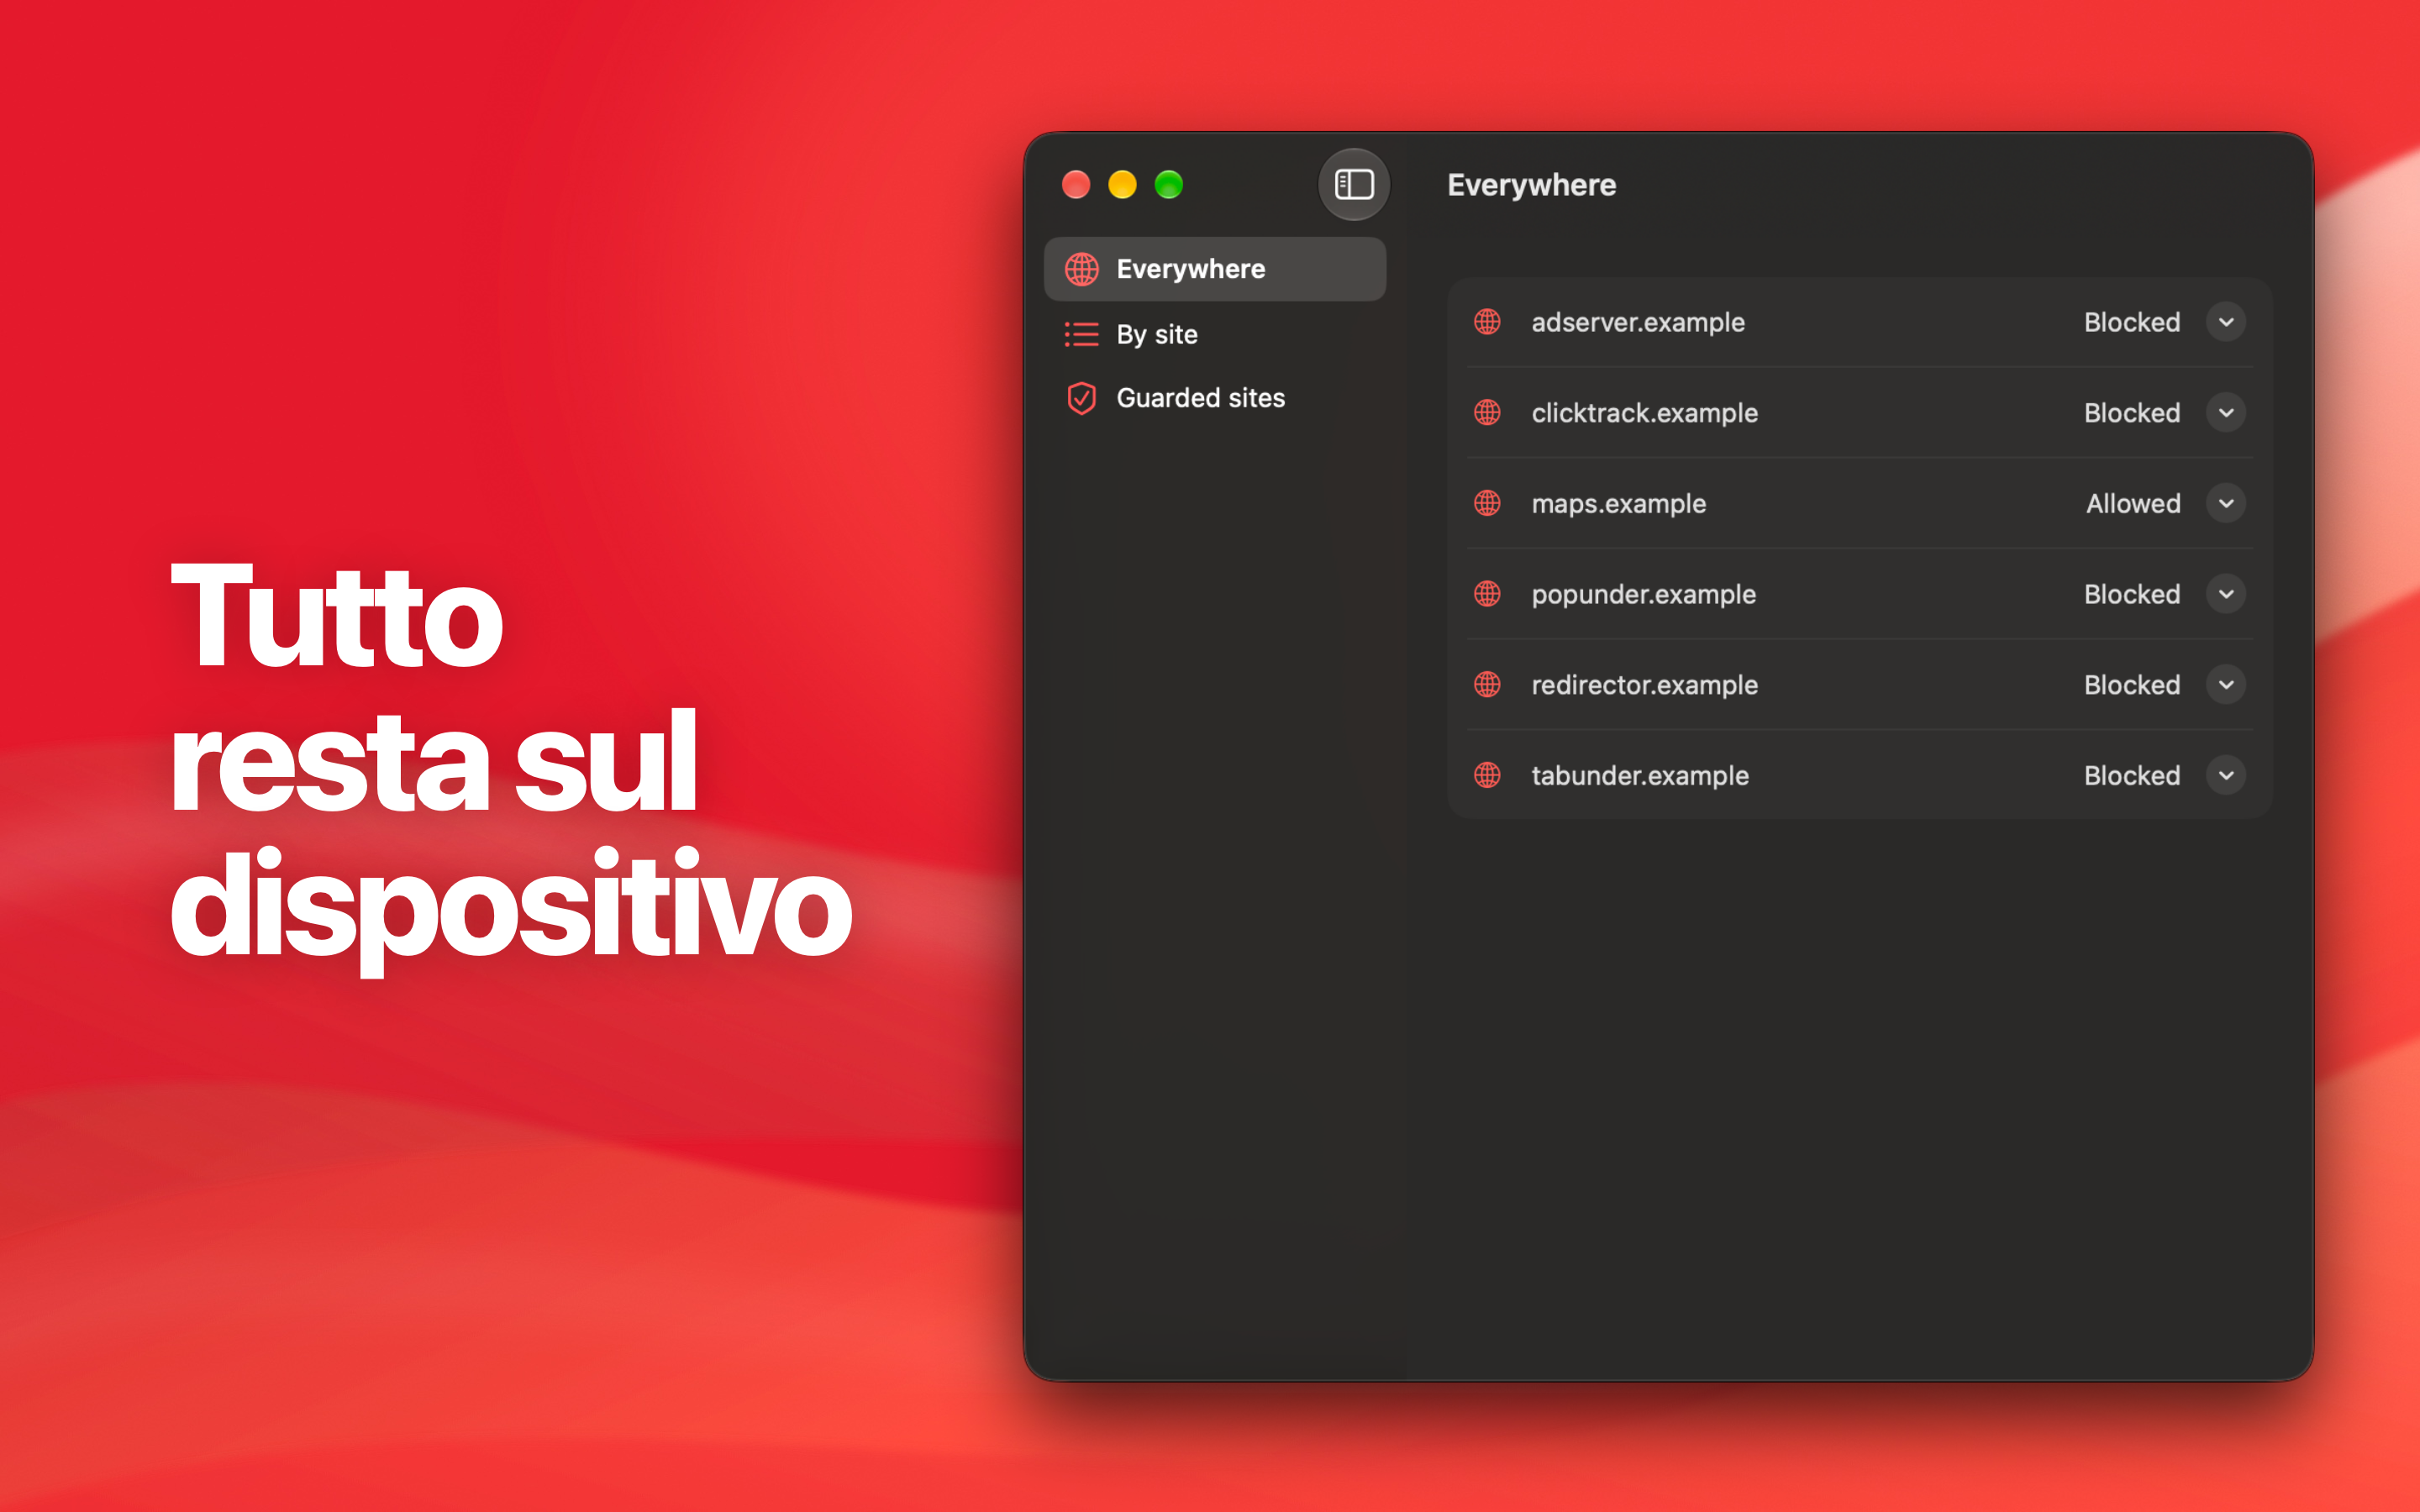 Tutto
resta sul
dispositivo
Everywhere
By site
Guarded sites
Everywhere
adserver.example Blocked
clicktrack.example Blocked
maps.example Allowed
popunder.example Blocked
redirector.example Blocked
tabunder.example Blocked